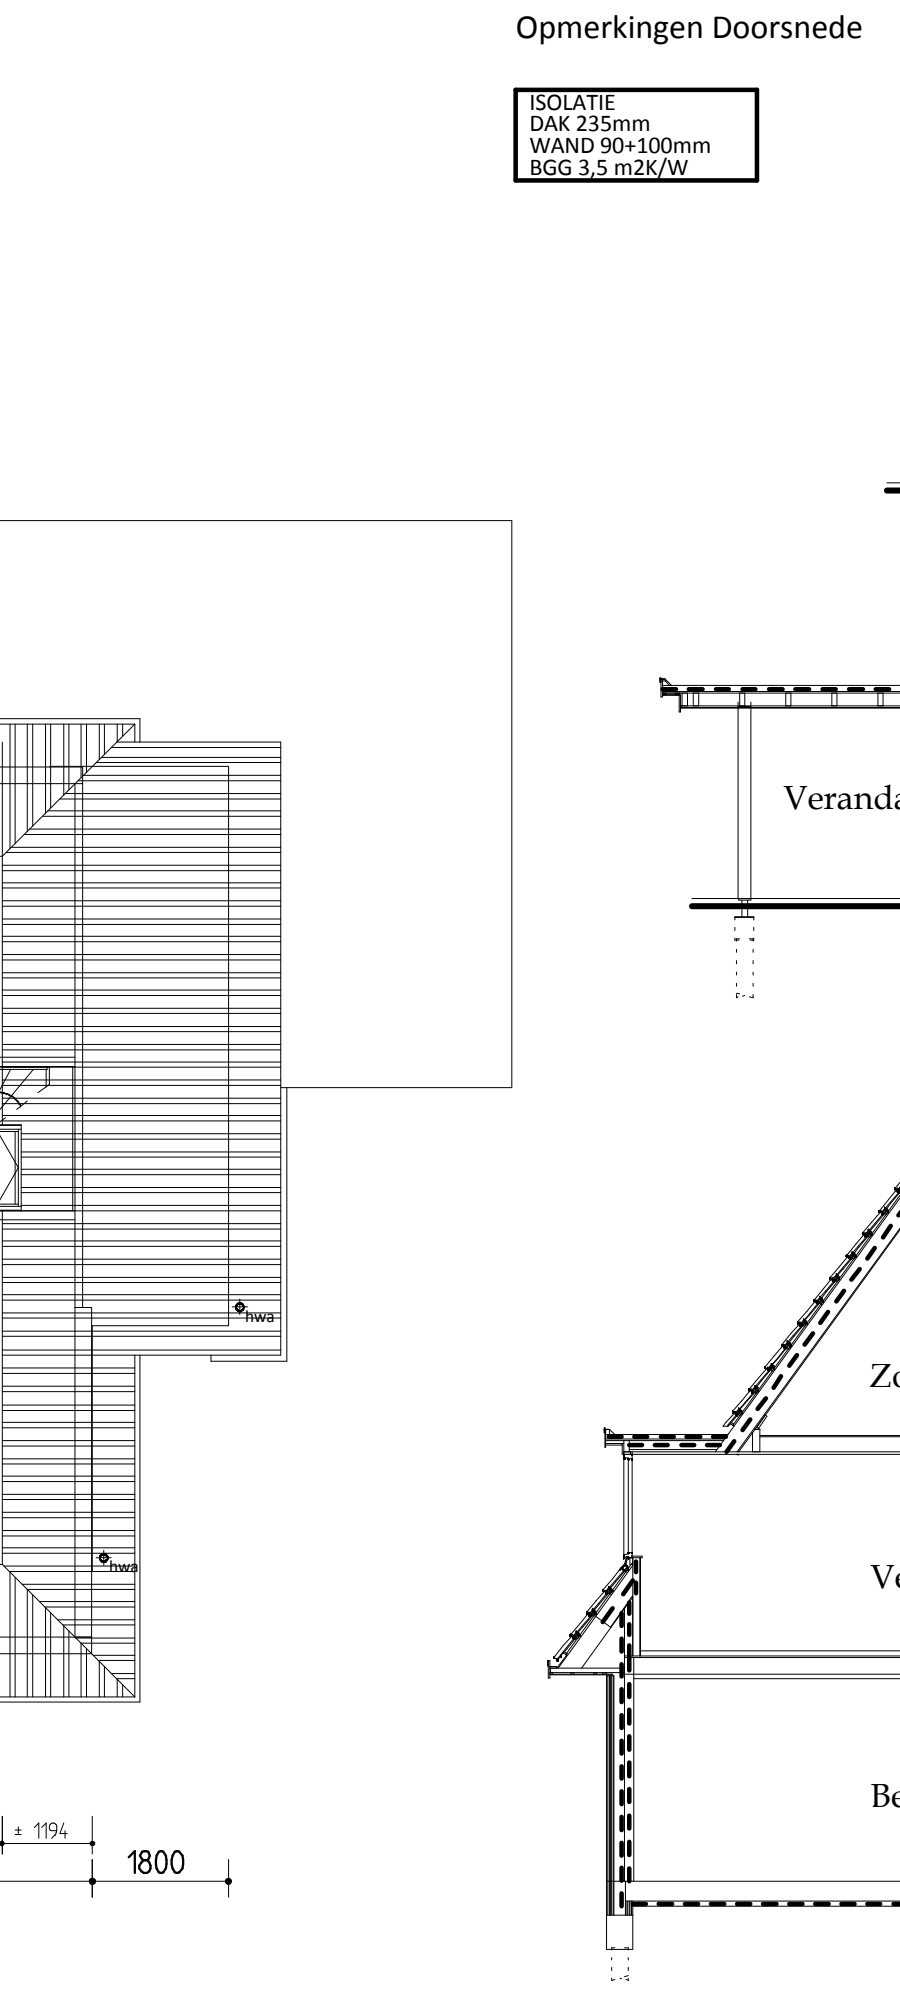 Opmerkingen Doorsnede
ISOLATIE
DAK 235mm
WAND 90+100mm
BGG 3,5 m2K/W
Veranda
hwa
Zo
hwa
Ve
Be
± 1194
1800